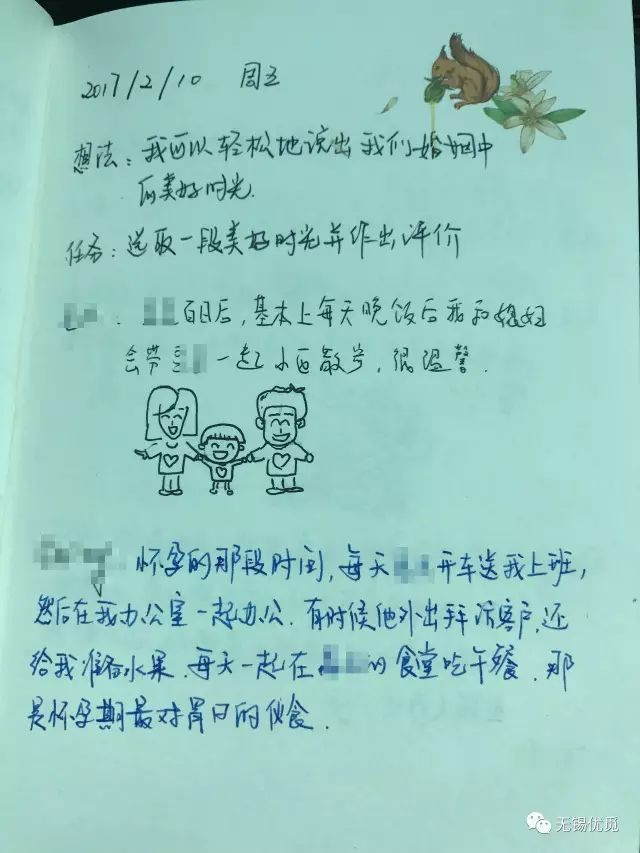 2017/2/10 周五
想法：我可以轻松地说出我们婚姻中
的美好时光.
任务：选取一段美好时光并作出评价
百日后，基本上每天晚饭后我和媳妇
会带 一起小区散步，很温馨.
怀孕的那段时间，每天 开车送我上班，
然后在我办公室一起办公.有时候他外出拜访客户,还
给我准备水果.每天一起在 的食堂吃午餐.那
是怀孕期最对胃口的伙食.
无锡优觅